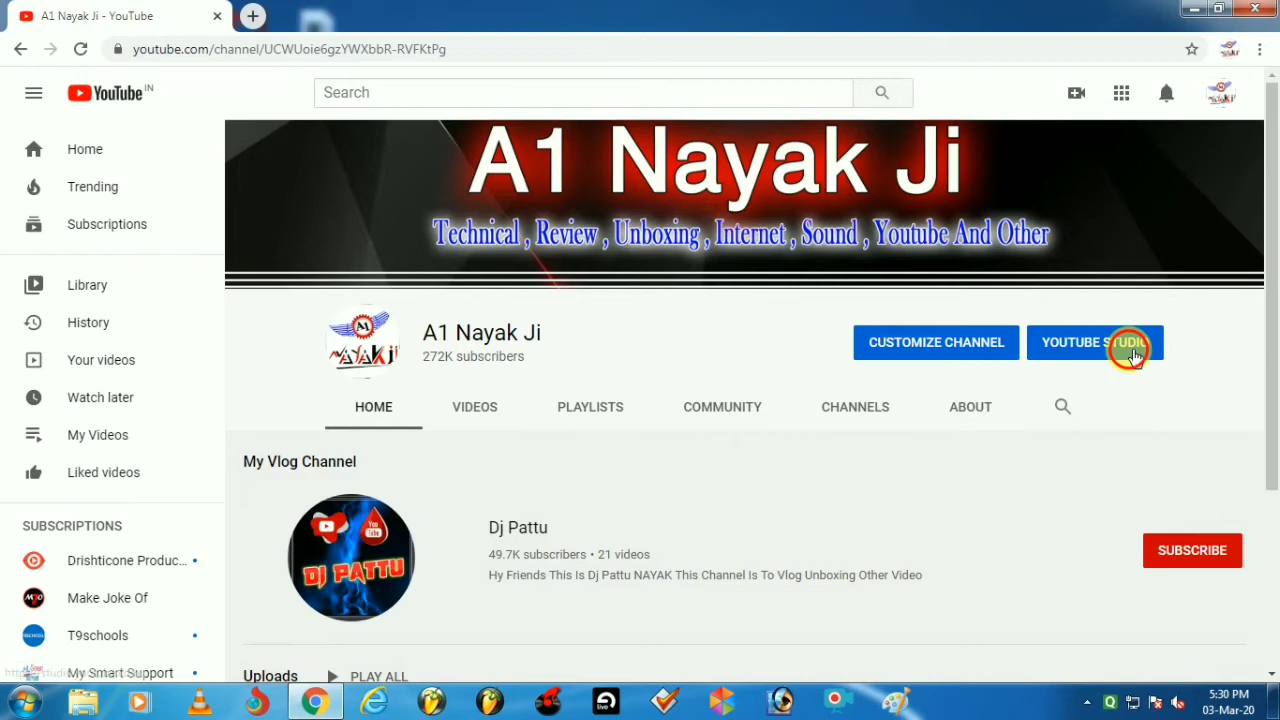 A1 Nayak Ji - YouTube
youtube.com/channel/UCWUoie6gzYWXbbR-RVFKtPg
YouTube IN
Search
Home
Trending
Subscriptions
Library
History
Your videos
Watch later
My Videos
Liked videos
SUBSCRIPTIONS
Drishticone Produc...
Make Joke Of
T9schools
My Smart Support
A1 Nayak Ji
Technical , Review , Unboxing , Internet , Sound , Youtube And Other
NAYAK JI
A1 Nayak Ji
272K subscribers
CUSTOMIZE CHANNEL
YOUTUBE STUDIO
HOME VIDEOS PLAYLISTS COMMUNITY CHANNELS ABOUT
My Vlog Channel
DJ PATTU
Dj Pattu
49.7K subscribers • 21 videos
Hy Friends This Is Dj Pattu NAYAK This Channel Is To Vlog Unboxing Other Video
SUBSCRIBE
Uploads
PLAY ALL
live
5:30 PM
03-Mar-20